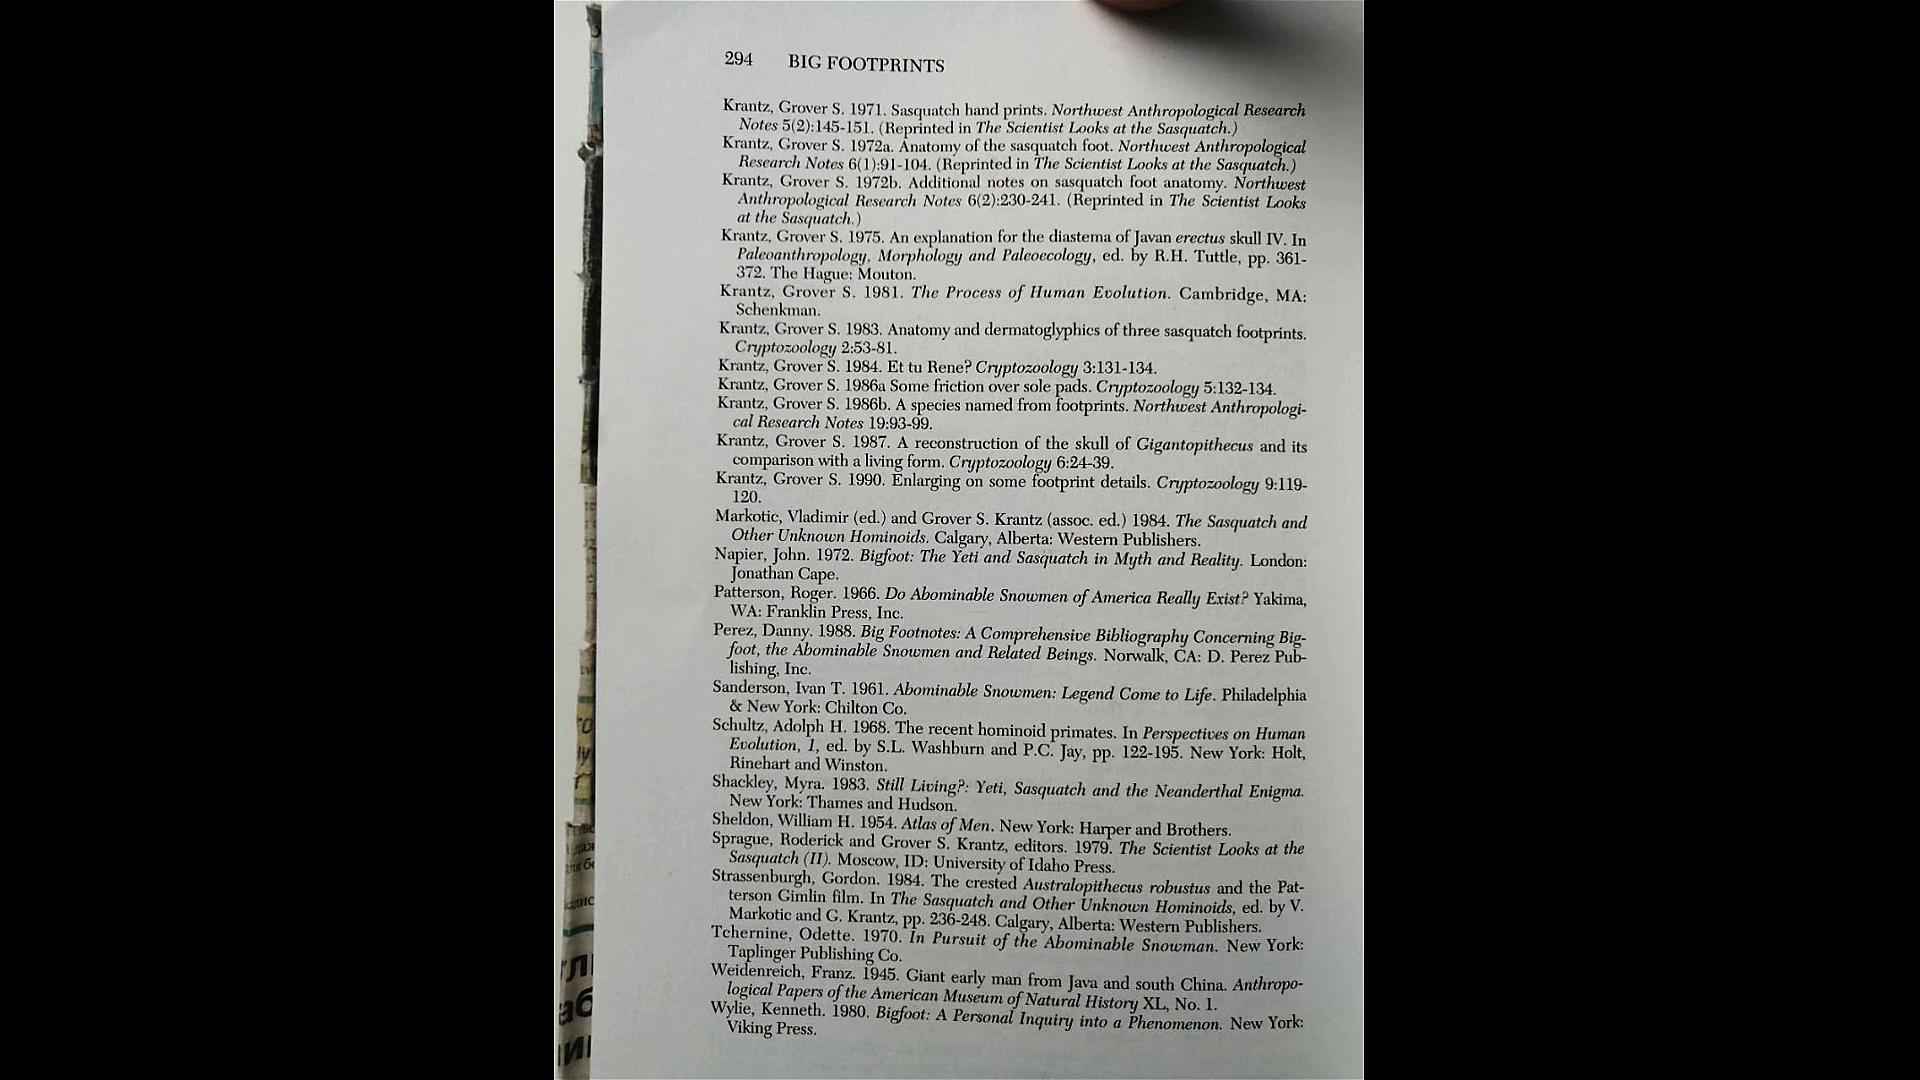 294 BIG FOOTPRINTS
Krantz, Grover S. 1971. Sasquatch hand prints. Northwest Anthropological Research
Notes 5(2):145-151. (Reprinted in The Scientist Looks at the Sasquatch.)
Krantz, Grover S. 1972a. Anatomy of the sasquatch foot. Northwest Anthropological
Research Notes 6(1):91-104. (Reprinted in The Scientist Looks at the Sasquatch.)
Krantz, Grover S. 1972b. Additional notes on sasquatch foot anatomy. Northwest
Anthropological Research Notes 6(2):230-241. (Reprinted in The Scientist Looks
at the Sasquatch.)
Krantz, Grover S. 1975. An explanation for the diastema of Javan erectus skull IV. In
Paleoanthropology, Morphology and Paleoecology, ed. by R.H. Tuttle, pp. 361-
372. The Hague: Mouton.
Krantz, Grover S. 1981. The Process of Human Evolution. Cambridge, MA:
Schenkman.
Krantz, Grover S. 1983. Anatomy and dermatoglyphics of three sasquatch footprints.
Cryptozoology 2:53-81.
Krantz, Grover S. 1984. Et tu Rene? Cryptozoology 3:131-134.
Krantz, Grover S. 1986a Some friction over sole pads. Cryptozoology 5:132-134.
Krantz, Grover S. 1986b. A species named from footprints. Northwest Anthropologi-
cal Research Notes 19:93-99.
Krantz, Grover S. 1987. A reconstruction of the skull of Gigantopithecus and its
comparison with a living form. Cryptozoology 6:24-39.
Krantz, Grover S. 1990. Enlarging on some footprint details. Cryptozoology 9:119-
120.
Markotic, Vladimir (ed.) and Grover S. Krantz (assoc. ed.) 1984. The Sasquatch and
Other Unknown Hominoids. Calgary, Alberta: Western Publishers.
Napier, John. 1972. Bigfoot: The Yeti and Sasquatch in Myth and Reality. London:
Jonathan Cape.
Patterson, Roger. 1966. Do Abominable Snowmen of America Really Exist? Yakima,
WA: Franklin Press, Inc.
Perez, Danny. 1988. Big Footnotes: A Comprehensive Bibliography Concerning Big-
foot, the Abominable Snowmen and Related Beings. Norwalk, CA: D. Perez Pub-
lishing, Inc.
Sanderson, Ivan T. 1961. Abominable Snowmen: Legend Come to Life. Philadelphia
& New York: Chilton Co.
Schultz, Adolph H. 1968. The recent hominoid primates. In Perspectives on Human
Evolution, 1, ed. by S.L. Washburn and P.C. Jay, pp. 122-195. New York: Holt,
Rinehart and Winston.
Shackley, Myra. 1983. Still Living?: Yeti, Sasquatch and the Neanderthal Enigma.
New York: Thames and Hudson.
Sheldon, William H. 1954. Atlas of Men. New York: Harper and Brothers.
Sprague, Roderick and Grover S. Krantz, editors. 1979. The Scientist Looks at the
Sasquatch (II). Moscow, ID: University of Idaho Press.
Strassenburgh, Gordon. 1984. The crested Australopithecus robustus and the Pat-
terson Gimlin film. In The Sasquatch and Other Unknown Hominoids, ed. by V.
Markotic and G. Krantz, pp. 236-248. Calgary, Alberta: Western Publishers.
Tchernine, Odette. 1970. In Pursuit of the Abominable Snowman. New York:
Taplinger Publishing Co.
Weidenreich, Franz. 1945. Giant early man from Java and south China. Anthropo-
logical Papers of the American Museum of Natural History XL, No. 1.
Wylie, Kenneth. 1980. Bigfoot: A Personal Inquiry into a Phenomenon. New York:
Viking Press.